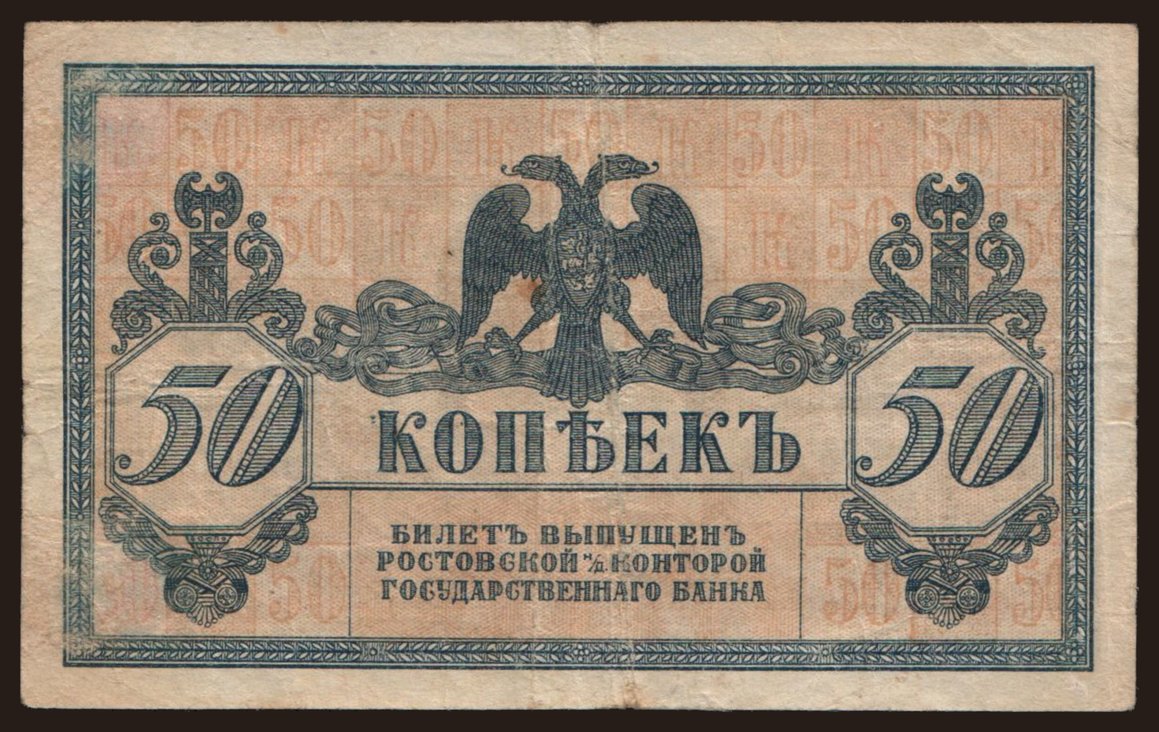 50 КОПѢЕКЪ 50
БИЛЕТЪ ВЫПУЩЕНЪ
РОСТОВСКОЙ Н/Д. КОНТОРОЙ
ГОСУДАРСТВЕННАГО БАНКА